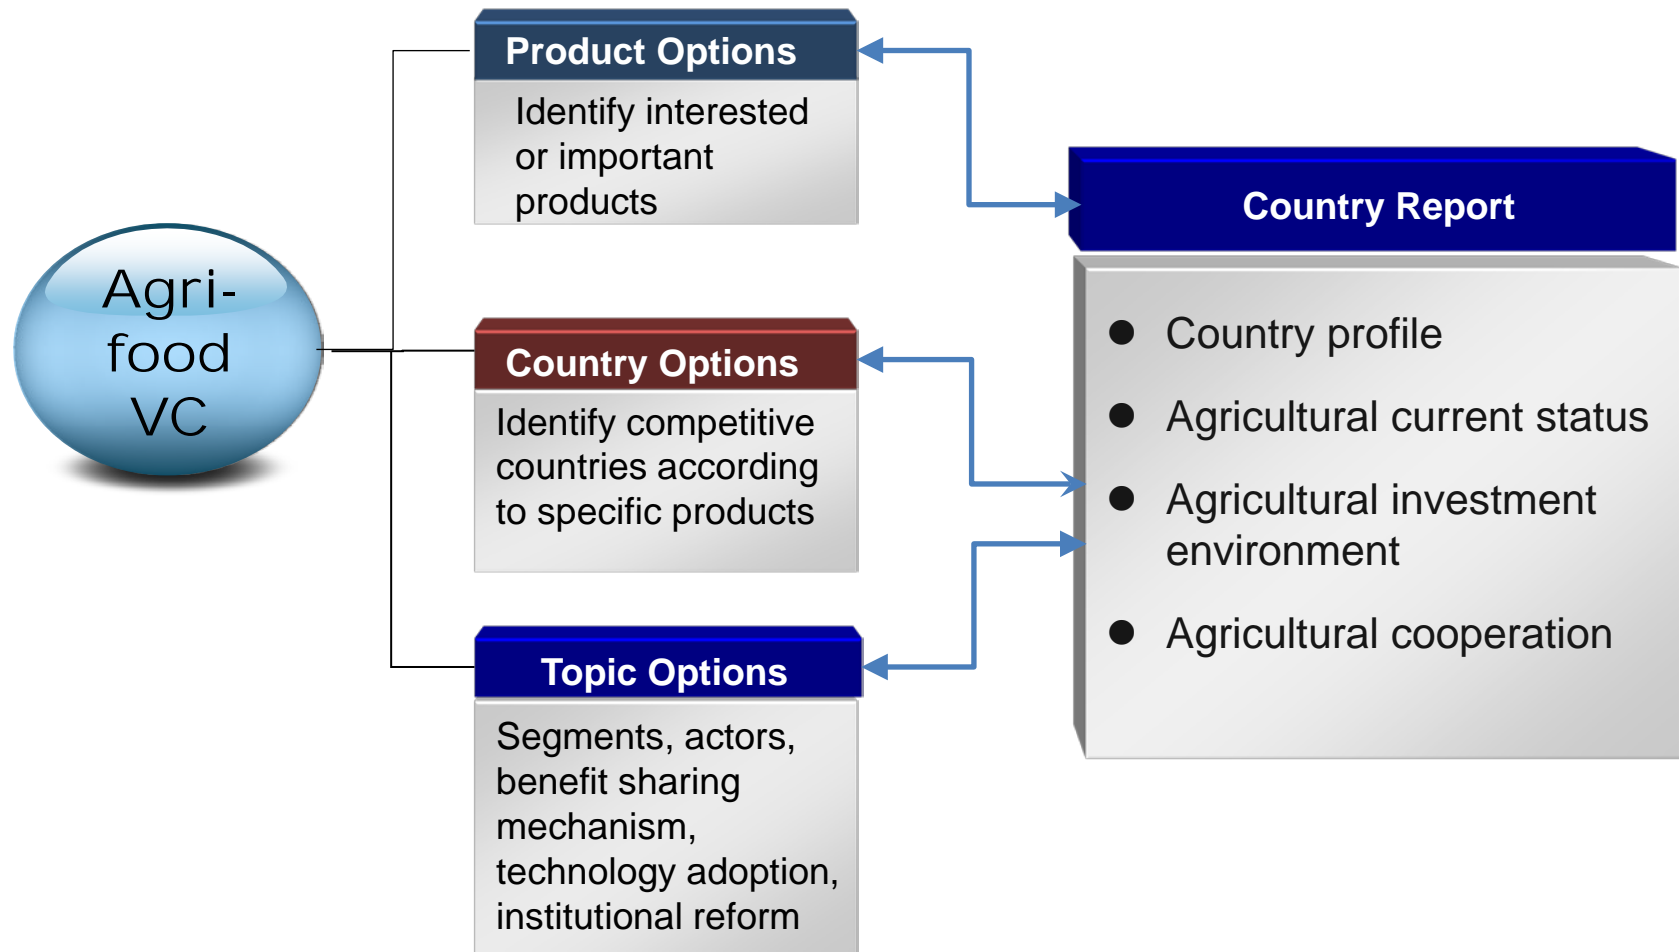 Agri-
food
VC
Product Options
Identify interested
or important
products
Country Options
Identify competitive
countries according
to specific products
Topic Options
Segments, actors,
benefit sharing
mechanism,
technology adoption,
institutional reform
Country Report
● Country profile
● Agricultural current status
● Agricultural investment
environment
● Agricultural cooperation